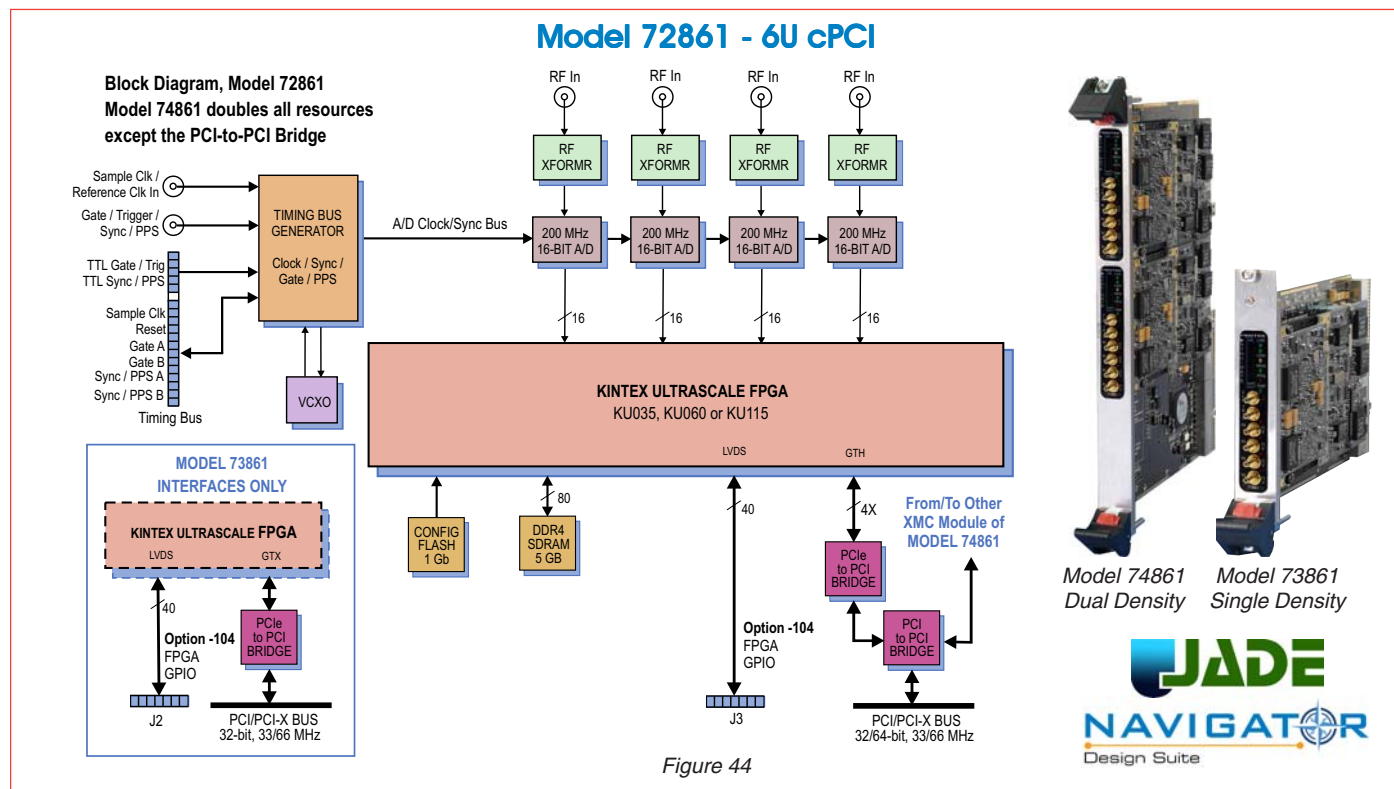 Model 72861 - 6U cPCI
Block Diagram, Model 72861
Model 74861 doubles all resources
except the PCI-to-PCI Bridge
RF In
RF In
RF In
RF In
RF
XFORMR
RF
XFORMR
RF
XFORMR
RF
XFORMR
Sample Clk /
Reference Clk In
Gate / Trigger /
Sync / PPS
TTL Gate / Trig
TTL Sync / PPS
Sample Clk
Reset
Gate A
Gate B
Sync / PPS A
Sync / PPS B
Timing Bus
TIMING BUS
GENERATOR
Clock / Sync /
Gate / PPS
VCXO
A/D Clock/Sync Bus
200 MHz
16-BIT A/D
200 MHz
16-BIT A/D
200 MHz
16-BIT A/D
200 MHz
16-BIT A/D
16
16
16
16
KINTEX ULTRASCALE FPGA
KU035, KU060 or KU115
LVDS
GTH
MODEL 73861
INTERFACES ONLY
KINTEX ULTRASCALE FPGA
LVDS
GTX
40
Option -104
FPGA
GPIO
PCIe
to PCI
BRIDGE
J2
PCI/PCI-X BUS
32-bit, 33/66 MHz
CONFIG
FLASH
1 Gb
80
DDR4
SDRAM
5 GB
40
Option -104
FPGA
GPIO
J3
4X
PCIe
to PCI
BRIDGE
From/To Other
XMC Module of
MODEL 74861
PCI
to PCI
BRIDGE
PCI/PCI-X BUS
32/64-bit, 33/66 MHz
Figure 44
Model 74861
Dual Density
Model 73861
Single Density
JADE
NAVIGATOR
Design Suite